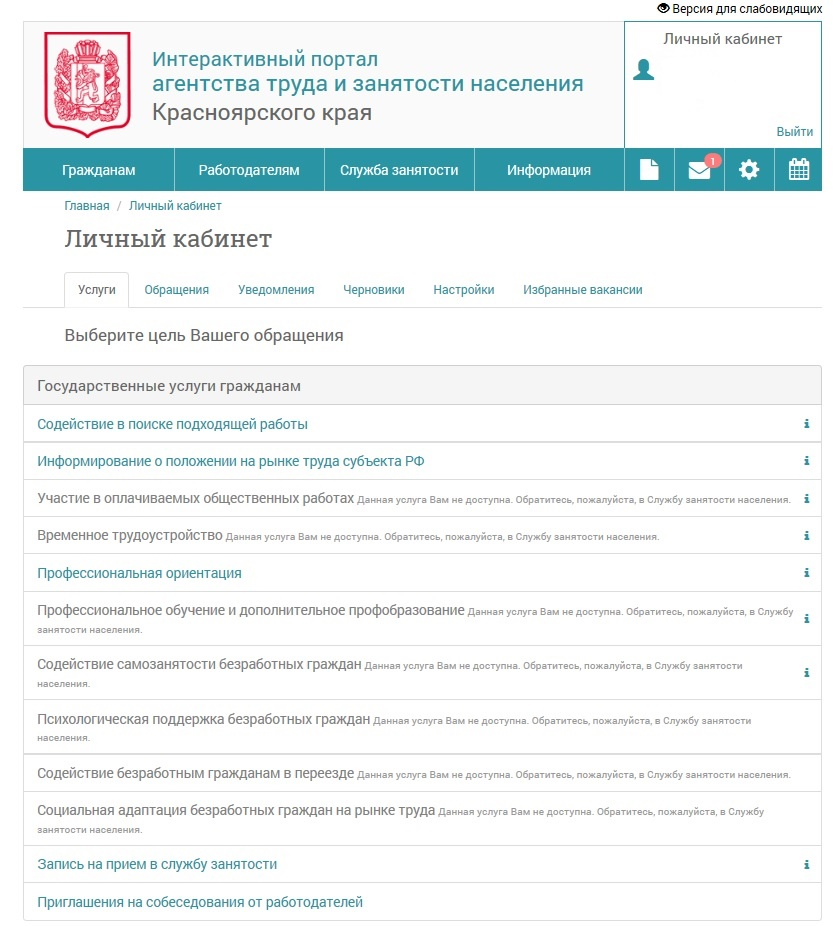 Версия для слабовидящих
Интерактивный портал
агентства труда и занятости населения
Красноярского края
Личный кабинет
Выйти
Гражданам Работодателям Служба занятости Информация 1
Главная / Личный кабинет
Личный кабинет
Услуги Обращения Уведомления Черновики Настройки Избранные вакансии
Выберите цель Вашего обращения
Государственные услуги гражданам
Содействие в поиске подходящей работы
Информирование о положении на рынке труда субъекта РФ
Участие в оплачиваемых общественных работах Данная услуга Вам не доступна. Обратитесь, пожалуйста, в Службу занятости населения.
Временное трудоустройство Данная услуга Вам не доступна. Обратитесь, пожалуйста, в Службу занятости населения.
Профессиональная ориентация
Профессиональное обучение и дополнительное профобразование Данная услуга Вам не доступна. Обратитесь, пожалуйста, в Службу
занятости населения.
Содействие самозанятости безработных граждан Данная услуга Вам не доступна. Обратитесь, пожалуйста, в Службу занятости
населения.
Психологическая поддержка безработных граждан Данная услуга Вам не доступна. Обратитесь, пожалуйста, в Службу занятости
населения.
Содействие безработным гражданам в переезде Данная услуга Вам не доступна. Обратитесь, пожалуйста, в Службу занятости населения.
Социальная адаптация безработных граждан на рынке труда Данная услуга Вам не доступна. Обратитесь, пожалуйста, в Службу
занятости населения.
Запись на прием в службу занятости
Приглашения на собеседования от работодателей